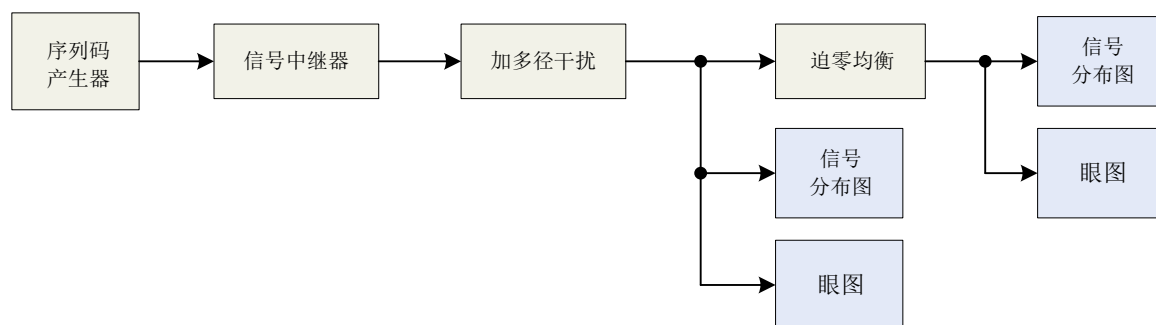 序列码
产生器
信号中继器
加多径干扰
迫零均衡
信号
分布图
信号
分布图
眼图
眼图